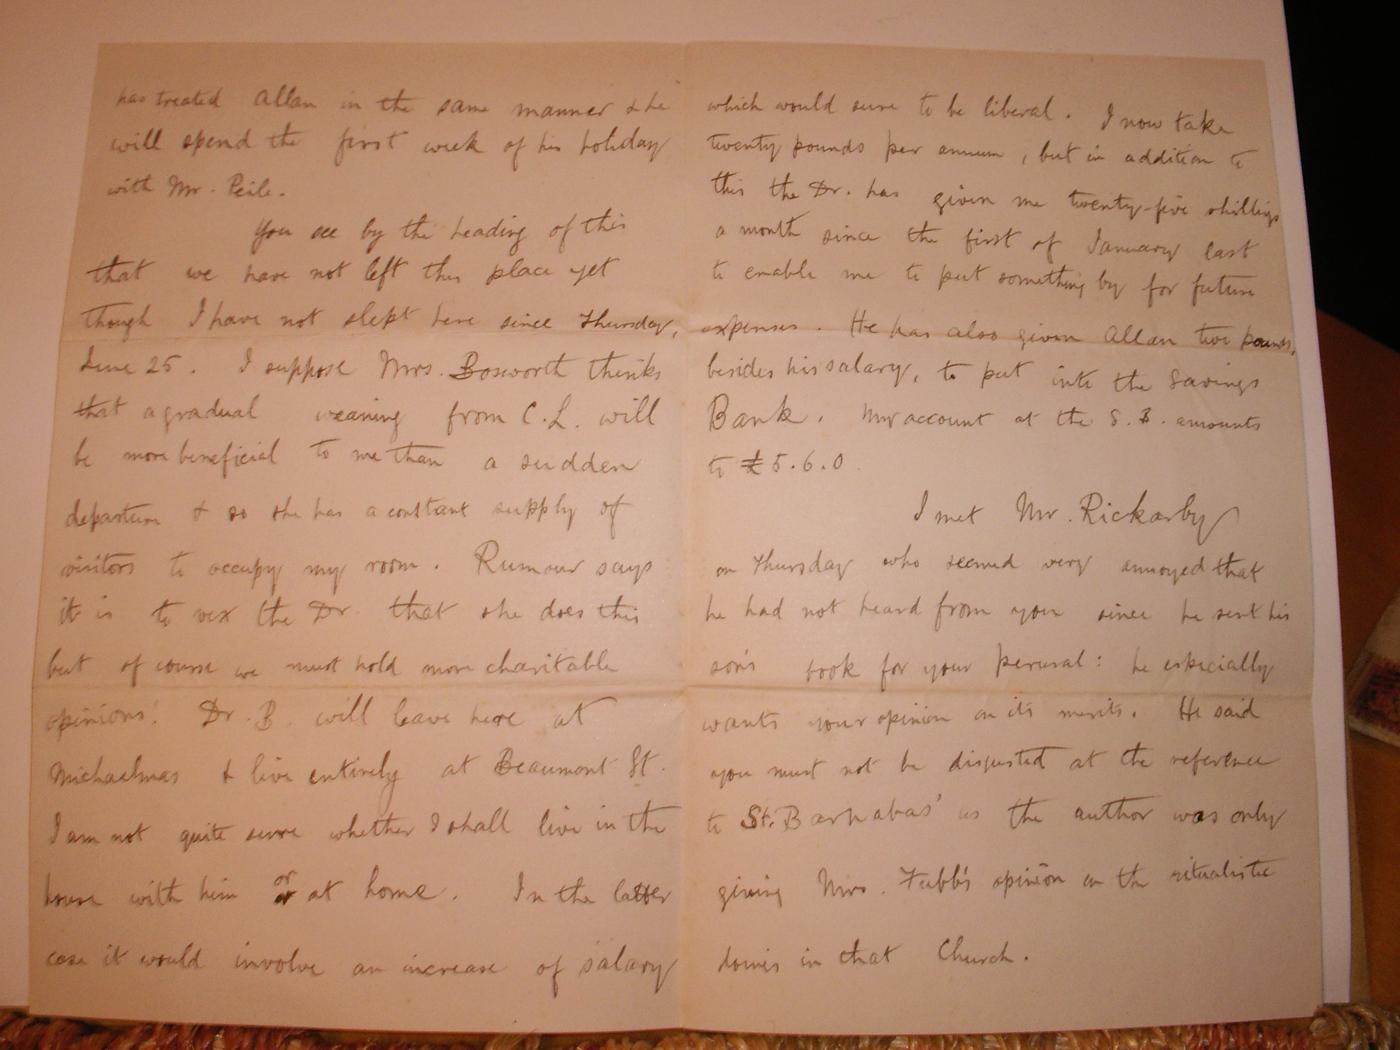 has treated Allan in the same manner & he
will spend the first week of his holiday
with Mr. Peile.
You see by the heading of this
that we have not left this place yet
though I have not slept here since Thursday,
June 25. I suppose Mrs. Bosworth thinks
that a gradual weaning from C.L. will
be more beneficial to me than a sudden
departure & so she has a constant supply of
visitors to occupy my room. Rumour says
it is to vex the Dr. that she does this
but of course we must hold more charitable
opinions! Dr. B. will leave here at
Michaelmas & live entirely at Beaumont St.
I am not quite sure whether I shall live in the
house with him or at home. In the latter
case it would involve an increase of salary
which would sure to be liberal. I now take
twenty pounds per annum, but in addition to
this the Dr. has given me twenty-five shillings
a month since the first of January last
to enable me to put something by for future
expenses. He has also given Allan two pounds,
besides his salary, to put into the Savings
Bank. My account at the S.B. amounts
to £5.6.0.
I met Mr. Rickarby
on Thursday who seemed very annoyed that
he had not heard from you since he sent his
son's book for your perusal: he especially
wants your opinion on its merits. He said
you must not be disgusted at the reference
to St. Barnabas' as the author was only
giving Mrs. Tubb's opinion on the ritualistic
doings in that Church.